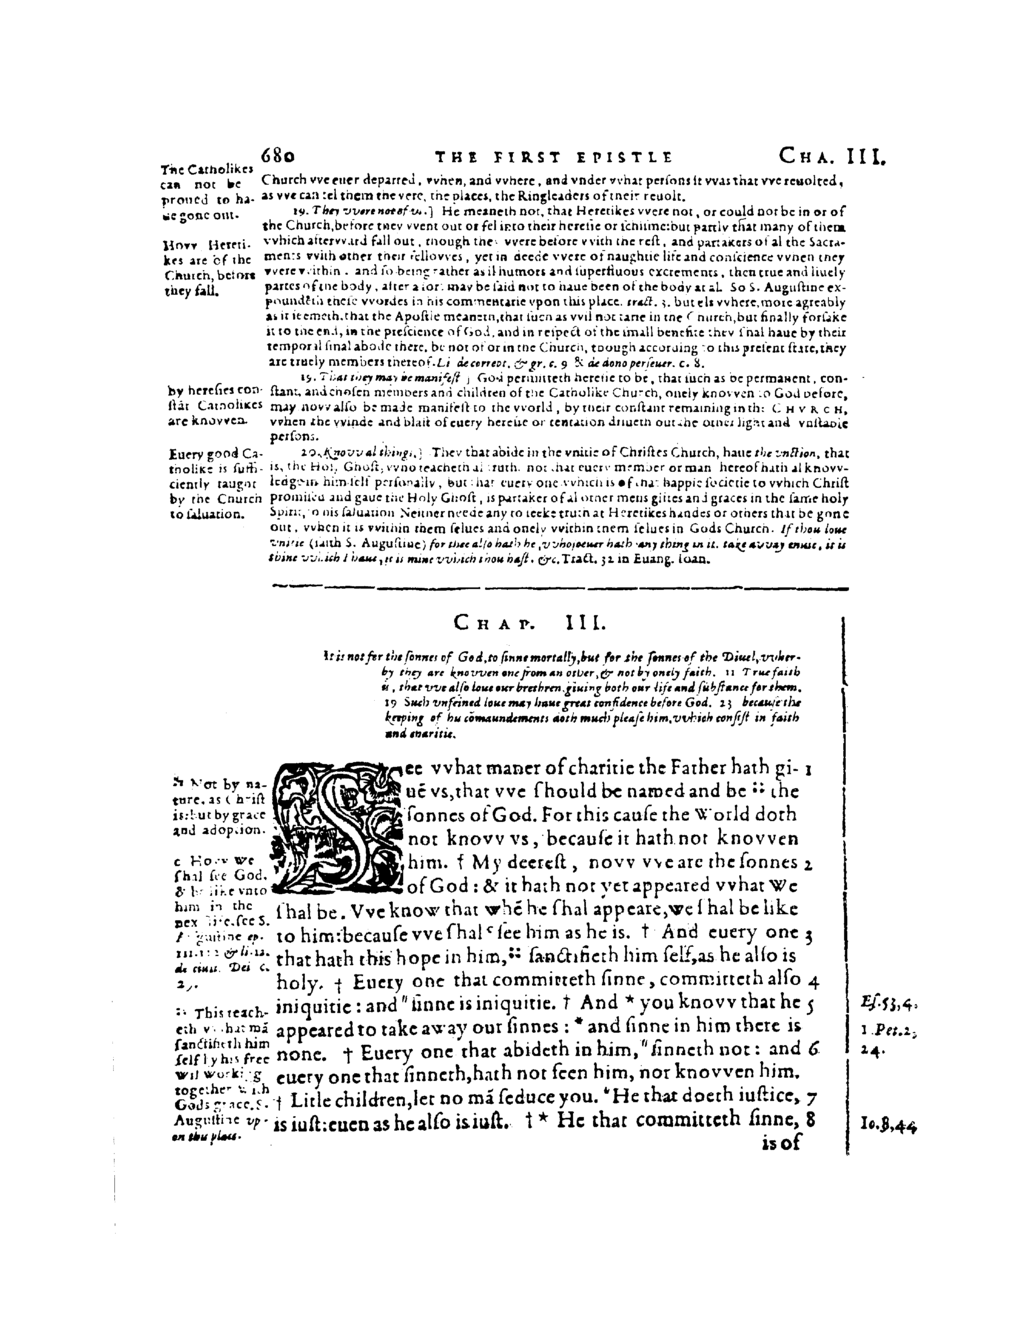 680 THE FIRST EPISTLE CHA. III.
The Catholikes
can not be
proued to ha-
ue gone out.
Church vve euer departed, vvhen, and vvhere, and vnder vvhat persons it vvas that vve reuolted,
as vve can tel them the yere, the places, the Ringleaders of their reuolt.
19. They vvere not of vs.] He meaneth not, that Heretikes vvere not, or could not be in or of
the Church, before they vvent out or fel into their heresie or schisme: but partly that many of them
Hovv Hereti-
kes are of the
Church, before
they fall.
vvhich aftervvard fall out, though they vvere before vvith the rest, and partakers of al the Sacra-
ments vvith other their fellovves, yet in deede vvere of naughtie life and conscience vvhen they
vvere vvithin. and so being rather as il humors and superfluous excrements, then true and liuely
partes of the body, after a sort may be said not to haue been of the body at al. So S. Augustine ex-
poundeth these vvordes in his commentarie vpon this place. tract. 3. but els vvhere, more agreably
as it seemeth, that the Apostle meaneth, that such as vvil not tarie in the Church, but finally forsake
it to the end, in the prescience of God, and in respect of the small benefite they shal haue by their
temporal final abode there, be not of or in the Church, though according to this present state, they
are truely members thereof. Li. de correct. & gr. c. 9 & de dono perseuer. c. 8.
by heresies con-
stāt Catholikes
are knovven.
19. That they may be manifest] God permitteth heresie to be, that such as be permanent, con-
stant, and chosen members and children of the Catholike Church, onely knovven to God before,
may novv also be made manifest to the vvorld, by their constant remaining in the CHVRCH,
vvhen the vvinde and blast of euery heresie or tentation driueth out the other light and vnstable
persons.
Euery good Ca-
tholike is suffi-
ciently taught
by the Church
to saluation.
20. Knovv al things.] They that abide in the vnitie of Christes Church, haue the vnction, that
is, the Holy Ghost, vvho teacheth al truth. not that euery member or man hereof hath al knovv-
ledge in him self personally, but that euery one vvhich is of that happie societie to vvhich Christ
promised and gaue the Holy Ghost, is partaker of al other mens giftes and graces in the same holy
Spirit, to his saluation Neither neede any to seeke truth at Heretikes handes or others that be gone
out, vvhen it is vvithin them selues and onely vvithin them selues in Gods Church. If thou loue
vnitie (saith S. Augustine) for thee also hath he, vvhosoeuer hath any thing in it. take avvay enuie, it is
thine vvhich I haue, it is mine vvhich thou hast. &c. Tract. 32 in Euang. Ioan.
CHAP. III.
It is not for the sonnes of God, to sinne mortally, but for the sonnes of the Diuel, vvher-
by they are knovven one from an other, & not by onely faith. 11 True faith
is, that vve also loue our brethren, giuing both our life and substance for them.
19 Such vnfeined loue may haue great confidence before God. 23 because the
keeping of his cōmaundements doth much please him, vvhich consist in faith
and charitie.
See vvhat maner of charitie the Father hath gi- 1
uē vs, that vve should be named and be :: the
sonnes of God. For this cause the World doth
not knovv vs, because it hath not knovven
him. † My deerest, novv vve are the sonnes 2
of God: & it hath not yet appeared vvhat We
shal be. Vve know that whē he shal appeare, we shal be like
to him: because vve shal c see him as he is. † And euery one 3
that hath this hope in him, :: sanctifieth him self, as he also is
holy. † Euery one that committeth sinne, committeth also 4
iniquitie: and " sinne is iniquitie. † And * you knovv that he 5
appeared to take away our sinnes: * and sinne in him there is
none. † Euery one that abideth in him, " sinneth not: and 6
euery one that sinneth, hath not seen him, nor knovven him.
† Litle children, let no mā seduce you. " He that doeth iustice, 7
is iust: euen as he also is iust. † * He that committeth sinne, 8
is of
:: Not by na-
ture, as Christ
is: but by grace
and adoption.
c How we
shal see God,
& be like vnto
him in the
next life. see S.
Augustine ep.
111. 112 & li. 22.
de ciuit. Dei c.
29.
:: This teach-
eth vs that mā
sanctifieth him
self by his free
wil working
together with
Gods grace. S.
Augustine vp-
on this place.
Es. 53, 4.
1. Pet. 2,
24.
Io. 8, 44